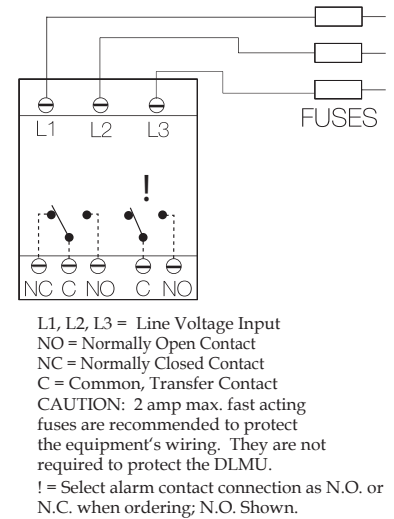 FUSES
L1 L2 L3
!
NC C NO C NO
L1, L2, L3 = Line Voltage Input
NO = Normally Open Contact
NC = Normally Closed Contact
C = Common, Transfer Contact
CAUTION: 2 amp max. fast acting
fuses are recommended to protect
the equipment's wiring. They are not
required to protect the DLMU.
! = Select alarm contact connection as N.O. or
N.C. when ordering; N.O. Shown.